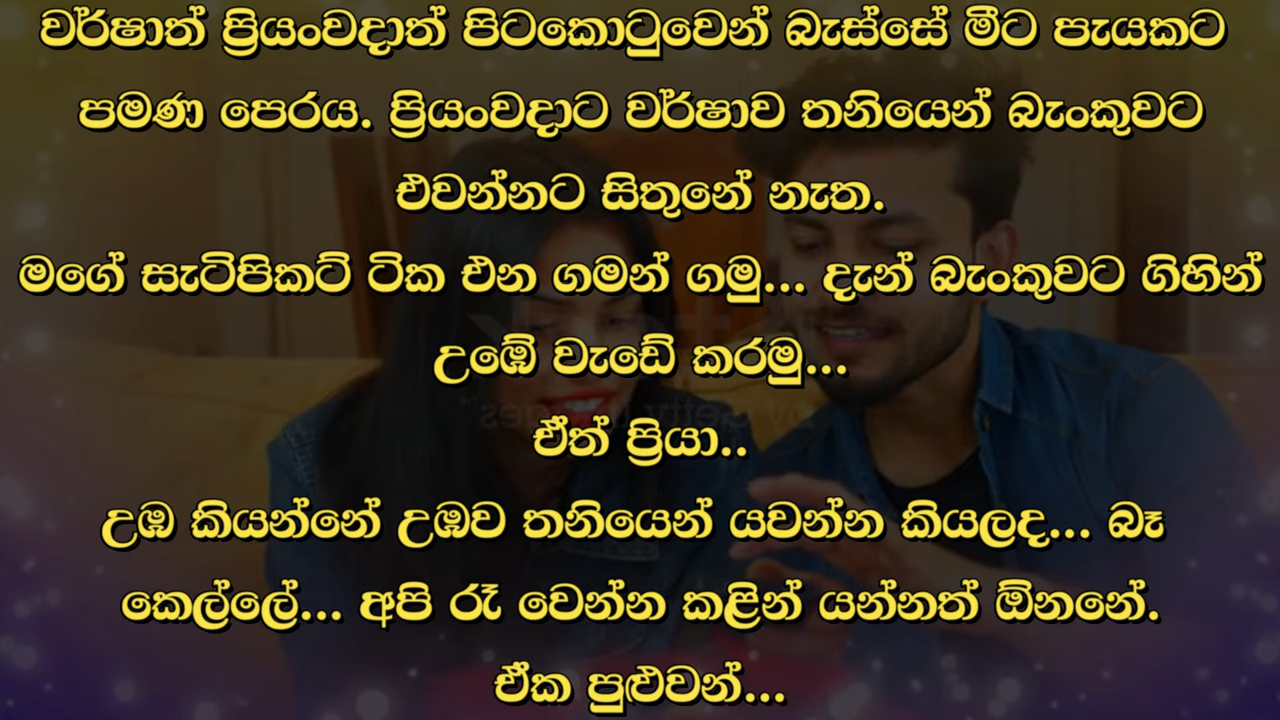 වර්ෂාත් ප්‍රියංවදාත් පිටකොටුවෙන් බැස්සේ මීට පැයකට
පමණ පෙරය. ප්‍රියංවදාට වර්ෂාව තනියෙන් බැංකුවට
එවන්නට සිතුනේ නැත.
මගේ සැටිපිකට් ටික එන ගමන් ගමු... දැන් බැංකුවට ගිහින්
උඹේ වැඩේ කරමු...
ඒත් ප්‍රියා..
උඹ කියන්නේ උඹව තනියෙන් යවන්න කියලද... බෑ
කෙල්ලේ... අපි රෑ වෙන්න කළින් යන්නත් ඕනනේ.
ඒක පුළුවන්...